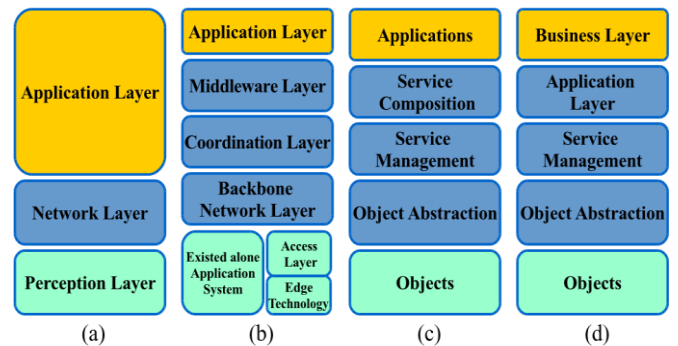 Application Layer
Network Layer
Perception Layer
(a)
Application Layer
Middleware Layer
Coordination Layer
Backbone
Network Layer
Existed alone
Application
System
Access
Layer
Edge
Technology
(b)
Applications
Service
Composition
Service
Management
Object Abstraction
Objects
(c)
Business Layer
Application
Layer
Service
Management
Object Abstraction
Objects
(d)